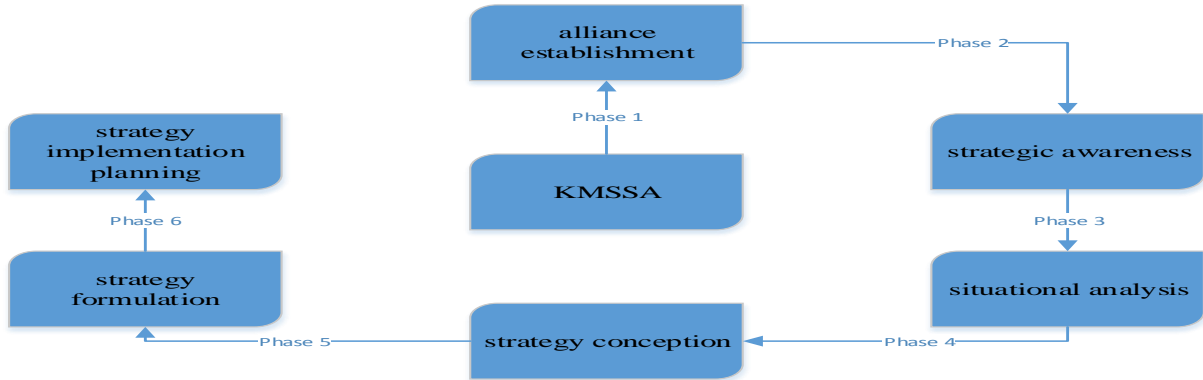 alliance
establishment
Phase 2
Phase 1
strategy
implementation
planning
strategic awareness
KMSSA
Phase 6
Phase 3
strategy
formulation
situational analysis
Phase 5
strategy conception
Phase 4